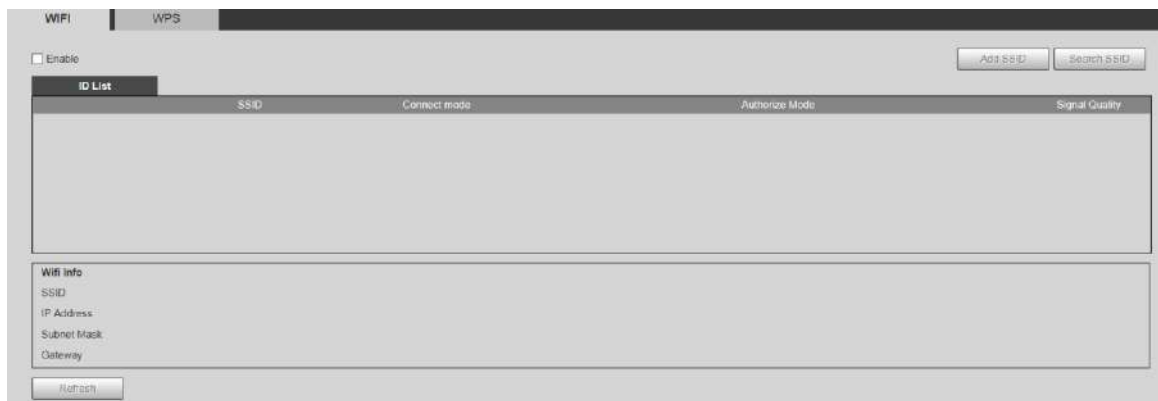 WIFI WPS
Enable Add SSID Search SSID
ID List
SSID Connect mode Authorize Mode Signal Quality
Wifi Info
SSID
IP Address
Subnet Mask
Gateway
Refresh